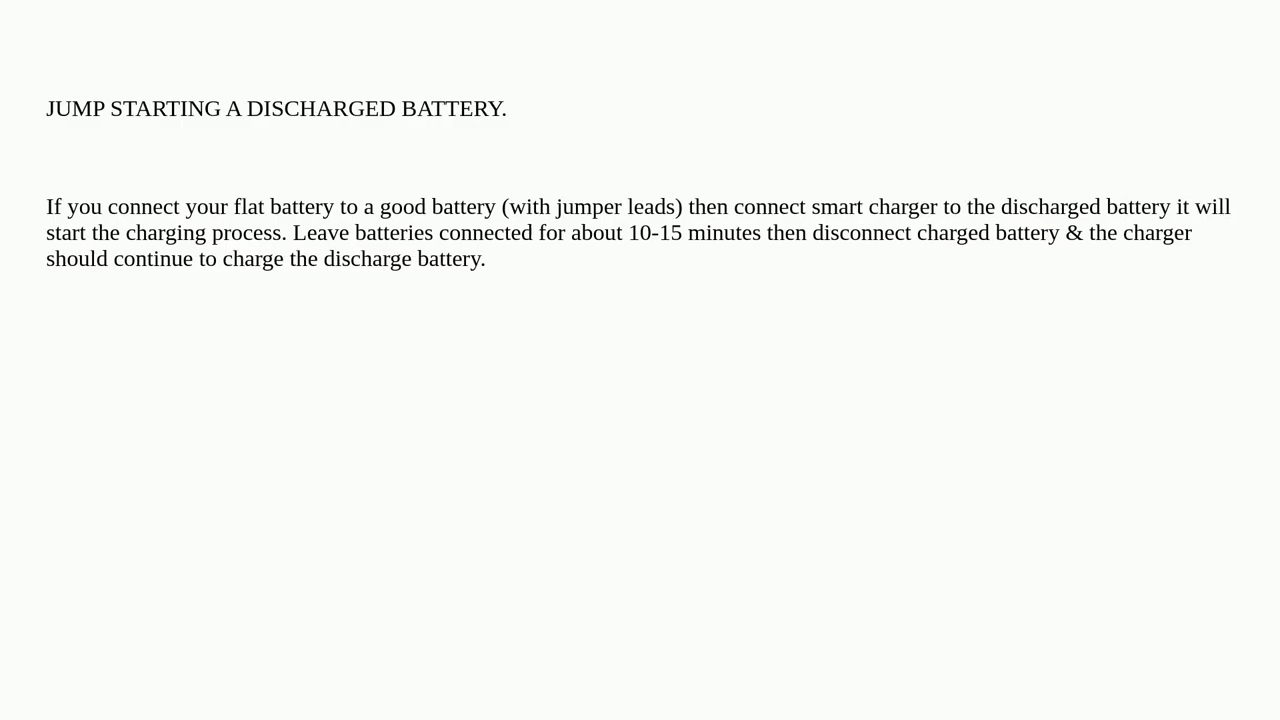 JUMP STARTING A DISCHARGED BATTERY.
If you connect your flat battery to a good battery (with jumper leads) then connect smart charger to the discharged battery it will
start the charging process. Leave batteries connected for about 10-15 minutes then disconnect charged battery & the charger
should continue to charge the discharge battery.